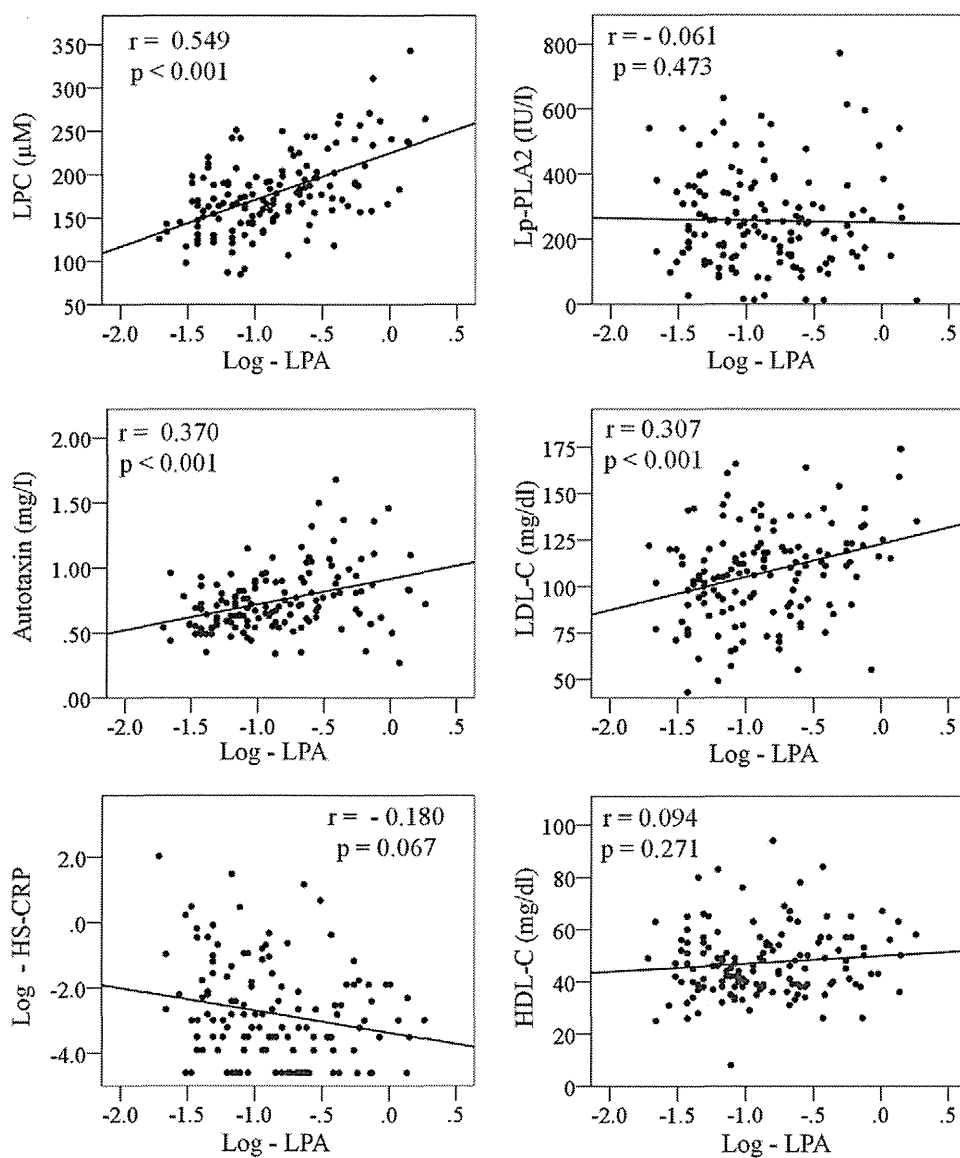 r = 0.549
p < 0.001
LPC (µM)
350
300
250
200
150
100
50
-2.0 -1.5 -1.0 -.5 .0 .5
Log - LPA
r = - 0.061
p = 0.473
Lp-PLA2 (IU/l)
800
600
400
200
0
-2.0 -1.5 -1.0 -.5 .0 .5
Log - LPA
r = 0.370
p < 0.001
Autotaxin (mg/l)
2.00
1.50
1.00
.50
.00
-2.0 -1.5 -1.0 -.5 .0 .5
Log - LPA
r = 0.307
p < 0.001
LDL-C (mg/dl)
175
150
125
100
75
50
-2.0 -1.5 -1.0 -.5 .0 .5
Log - LPA
r = - 0.180
p = 0.067
Log - HS-CRP
2.0
.0
-2.0
-4.0
-2.0 -1.5 -1.0 -.5 .0 .5
Log - LPA
r = 0.094
p = 0.271
HDL-C (mg/dl)
100
80
60
40
20
0
-2.0 -1.5 -1.0 -.5 .0 .5
Log - LPA